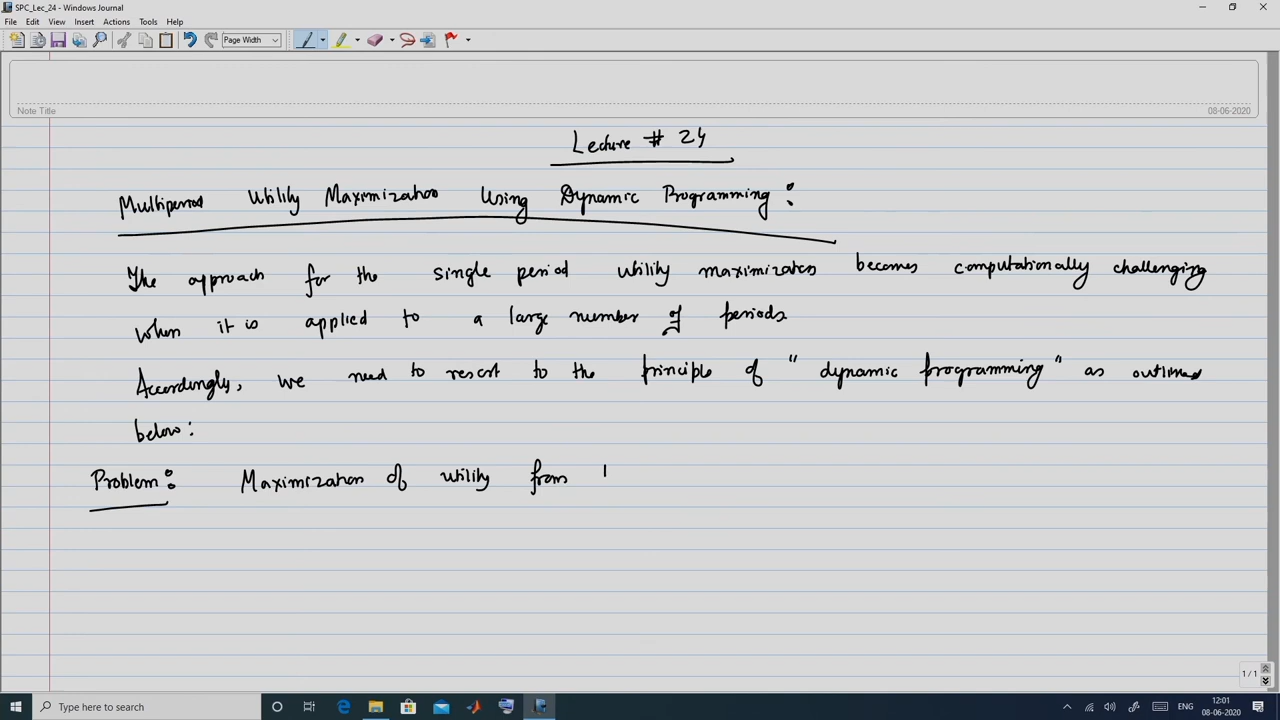 SPC_Lec_24 - Windows Journal
File Edit View Insert Actions Tools Help
Page Width
Note Title
08-06-2020
Lecture # 24
Multiperiod Utility Maximization Using Dynamic Programming :
The approach for the single period utility maximization becomes computationally challenging
when it is applied to a large number of periods.
Accordingly, we need to resort to the principle of "dynamic programming" as outlined
below:
Problem: Maximization of utility from
1 / 1
Type here to search
12:01
08-06-2020